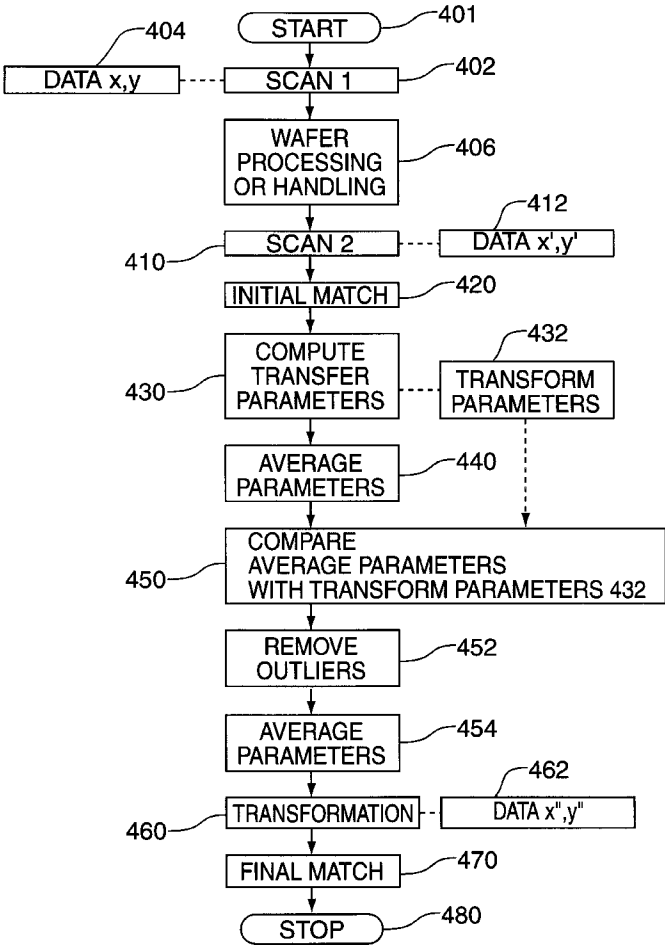 START
401
404
402
DATA x,y
SCAN 1
WAFER
PROCESSING
OR HANDLING
406
412
410
SCAN 2
DATA x',y'
INITIAL MATCH
420
432
430
COMPUTE
TRANSFER
PARAMETERS
TRANSFORM
PARAMETERS
AVERAGE
PARAMETERS
440
450
COMPARE
AVERAGE PARAMETERS
WITH TRANSFORM PARAMETERS 432
REMOVE
OUTLIERS
452
AVERAGE
PARAMETERS
454
462
460
TRANSFORMATION
DATA x",y"
FINAL MATCH
470
STOP
480